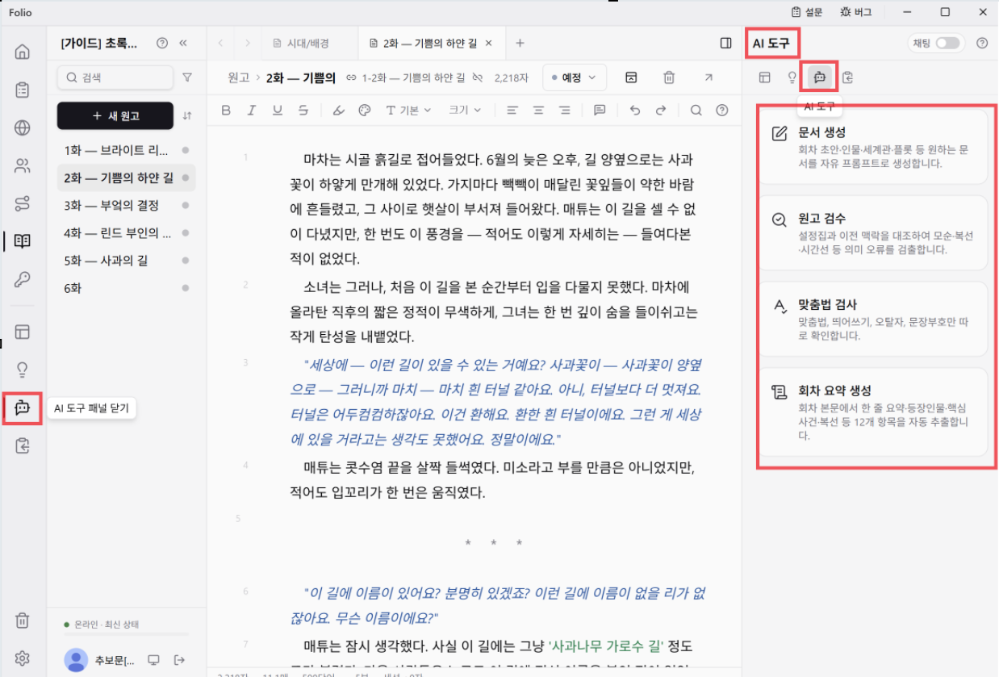 Folio
설문
버그
[가이드] 초록...
시대/배경
2화 — 기쁨의 하얀 길
AI 도구
채팅
검색
원고 > 2화 — 기쁨의
1-2화 — 기쁨의 하얀 길
2,218자
예정
AI 도구
+ 새 원고
기본
크기
1화 — 브라이트 리...
2화 — 기쁨의 하얀 길
3화 — 부엌의 결정
4화 — 린드 부인의 ...
5화 — 사과의 길
6화
AI 도구 패널 닫기
온라인 · 최신 상태
추보문[...
1
마차는 시골 흙길로 접어들었다. 6월의 늦은 오후, 길 양옆으로는 사과
꽃이 하얗게 만개해 있었다. 가지마다 빽빽이 매달린 꽃잎들이 약한 바람
에 흔들렸고, 그 사이로 햇살이 부서져 들어왔다. 매튜는 이 길을 셀 수 없
이 다녔지만, 한 번도 이 풍경을 — 적어도 이렇게 자세히는 — 들여다본
적이 없었다.
2
소녀는 그러나, 처음 이 길을 본 순간부터 입을 다물지 못했다. 마차에
올라탄 직후의 짧은 정적이 무색하게, 그녀는 한 번 깊이 숨을 들이쉬고는
작게 탄성을 내뱉었다.
3
"세상에 — 이런 길이 있을 수 있는 거예요? 사과꽃이 — 사과꽃이 양옆
으로 — 그러니까 마치 — 마치 흰 터널 같아요. 아니, 터널보다 더 멋져요.
터널은 어두컴컴하잖아요. 이건 환해요. 환한 흰 터널이에요. 그런 게 세상
에 있을 거라고는 생각도 못했어요. 정말이에요."
4
매튜는 콧수염 끝을 살짝 들썩였다. 미소라고 부를 만큼은 아니었지만,
적어도 입꼬리가 한 번은 움직였다.
5
* * *
6
"이 길에 이름이 있어요? 분명히 있겠죠? 이런 길에 이름이 없을 리가 없
잖아요. 무슨 이름이에요?"
7
매튜는 잠시 생각했다. 사실 이 길에는 그냥 '사과나무 가로수 길' 정도
문서 생성
회차 초안·인물·세계관·플롯 등 원하는 문
서를 자유 프롬프트로 생성합니다.
원고 검수
설정집과 이전 맥락을 대조하여 모순·복선
·시간선 등 의미 오류를 검출합니다.
맞춤법 검사
맞춤법, 띄어쓰기, 오탈자, 문장부호만 따
로 확인합니다.
회차 요약 생성
회차 본문에서 한 줄 요약·등장인물·핵심
사건·복선 등 12개 항목을 자동 추출합니
다.